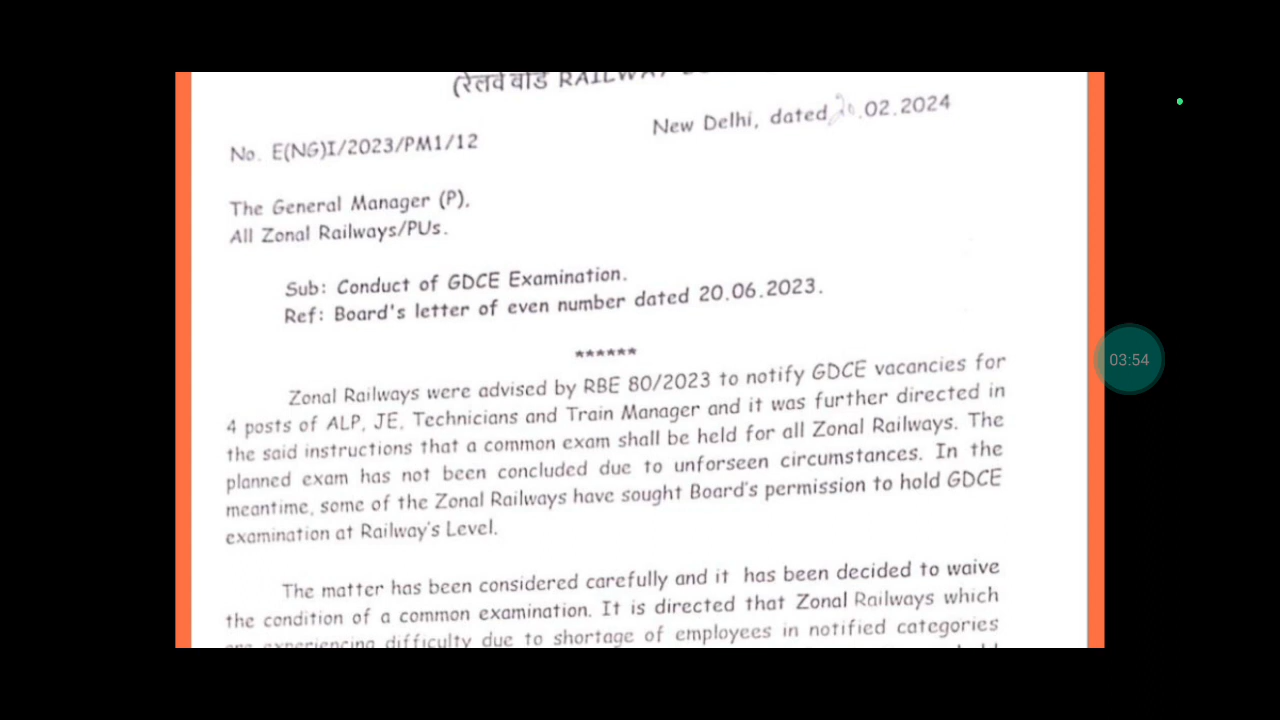 (रेलवे बोर्ड RAILWAY
New Delhi, dated .02.2024
No. E(NG)I/2023/PM1/12
The General Manager (P),
All Zonal Railways/PUs.
Sub: Conduct of GDCE Examination.
Ref: Board's letter of even number dated 20.06.2023.
******
Zonal Railways were advised by RBE 80/2023 to notify GDCE vacancies for
4 posts of ALP, JE, Technicians and Train Manager and it was further directed in
the said instructions that a common exam shall be held for all Zonal Railways. The
planned exam has not been concluded due to unforseen circumstances. In the
meantime, some of the Zonal Railways have sought Board's permission to hold GDCE
examination at Railway's Level.
The matter has been considered carefully and it has been decided to waive
the condition of a common examination. It is directed that Zonal Railways which
are experiencing difficulty due to shortage of employees in notified categories
03:54